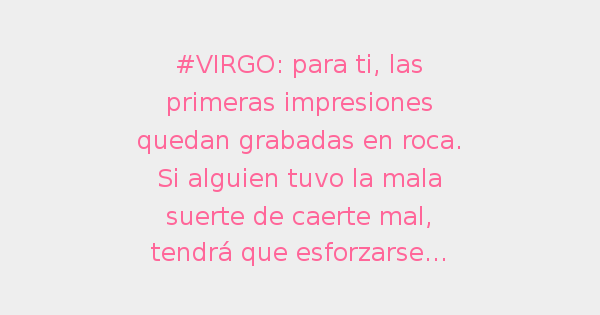 #VIRGO: para ti, las
primeras impresiones
quedan grabadas en roca.
Si alguien tuvo la mala
suerte de caerte mal,
tendrá que esforzarse...